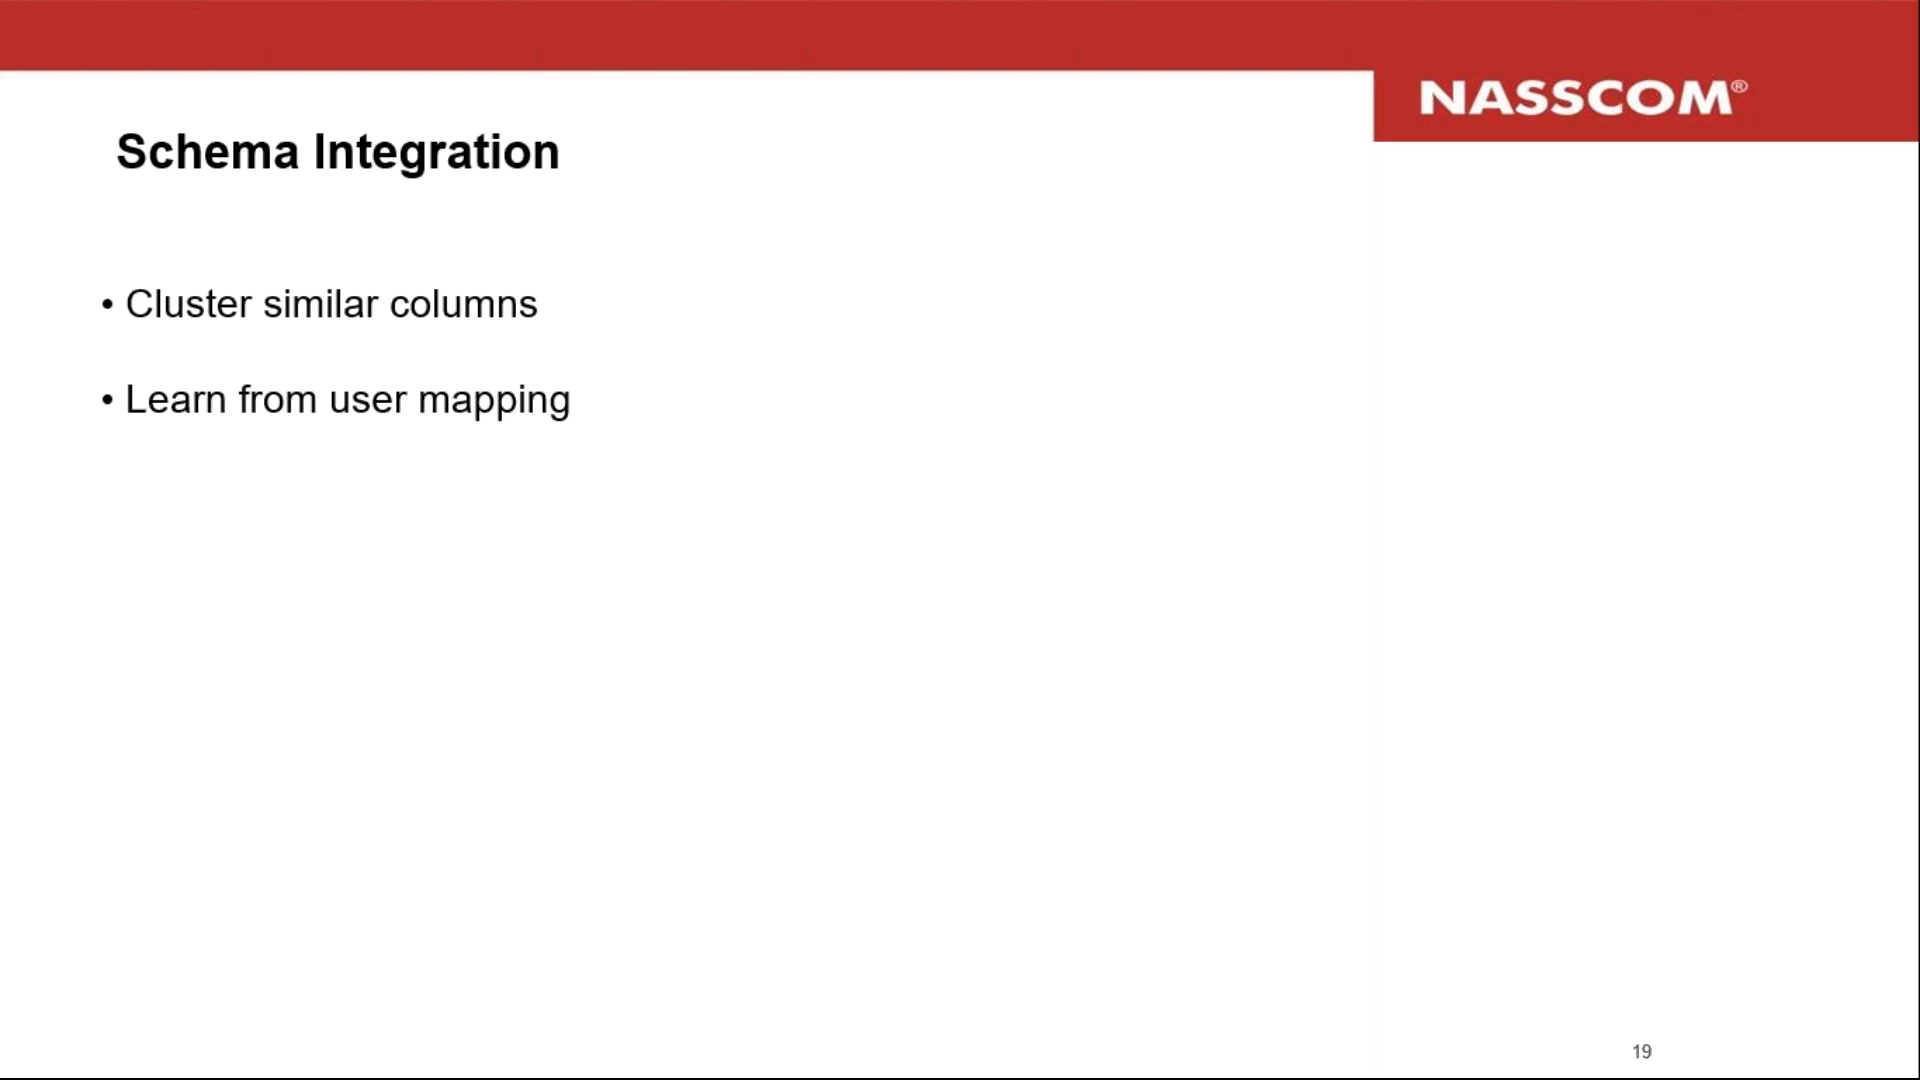 NASSCOM®
Schema Integration
• Cluster similar columns
• Learn from user mapping
19